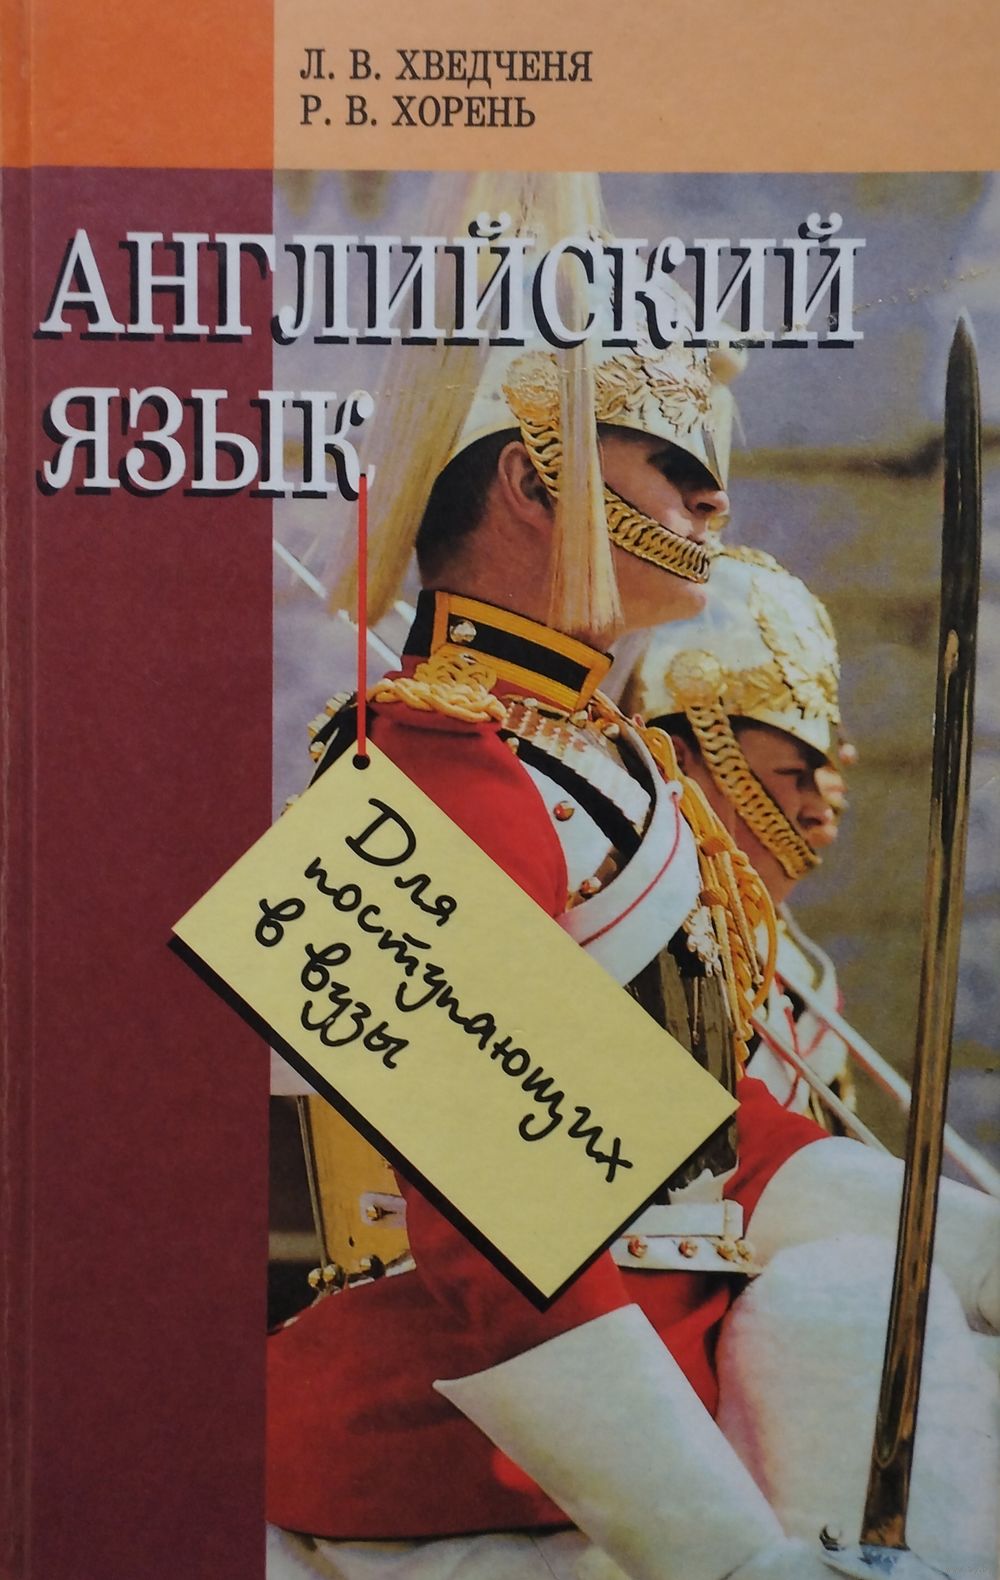 Л. В. ХВЕДЧЕНЯ
Р. В. ХОРЕНЬ
АНГЛИЙСКИЙ
ЯЗЫК
Для
поступающих
в вузы